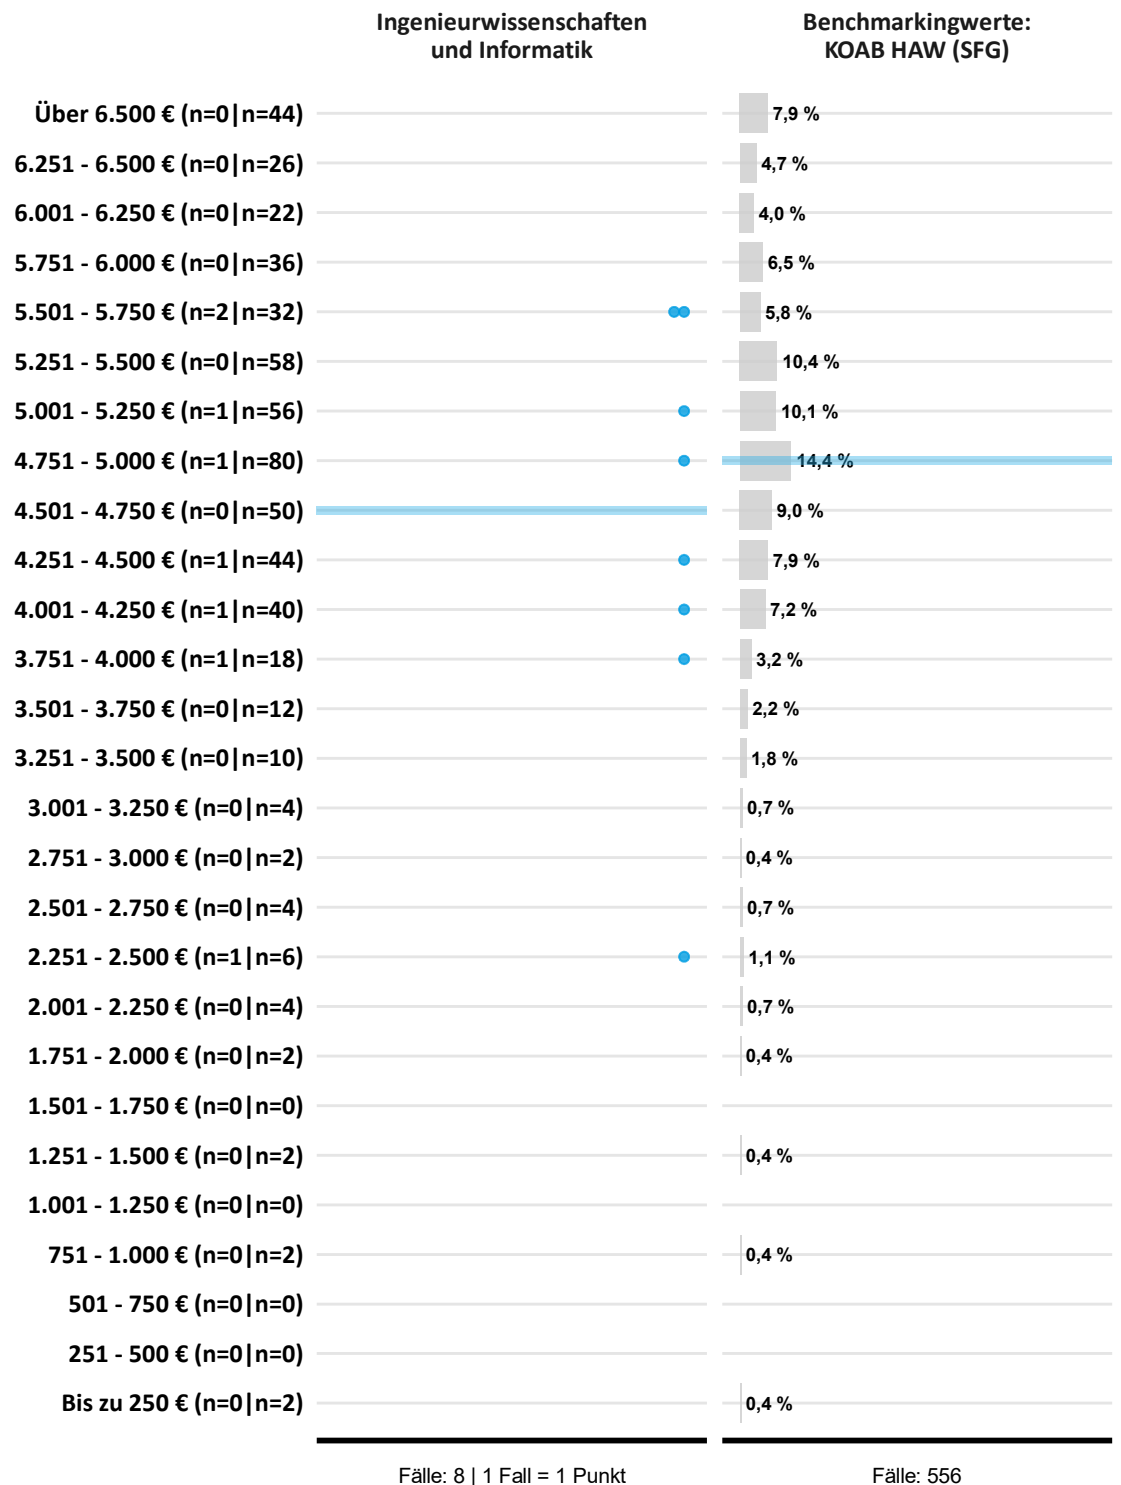 Ingenieurwissenschaften
und Informatik
Benchmarkingwerte:
KOAB HAW (SFG)
Über 6.500 € (n=0|n=44) 7,9 %
6.251 - 6.500 € (n=0|n=26) 4,7 %
6.001 - 6.250 € (n=0|n=22) 4,0 %
5.751 - 6.000 € (n=0|n=36) 6,5 %
5.501 - 5.750 € (n=2|n=32) 5,8 %
5.251 - 5.500 € (n=0|n=58) 10,4 %
5.001 - 5.250 € (n=1|n=56) 10,1 %
4.751 - 5.000 € (n=1|n=80) 14,4 %
4.501 - 4.750 € (n=0|n=50) 9,0 %
4.251 - 4.500 € (n=1|n=44) 7,9 %
4.001 - 4.250 € (n=1|n=40) 7,2 %
3.751 - 4.000 € (n=1|n=18) 3,2 %
3.501 - 3.750 € (n=0|n=12) 2,2 %
3.251 - 3.500 € (n=0|n=10) 1,8 %
3.001 - 3.250 € (n=0|n=4) 0,7 %
2.751 - 3.000 € (n=0|n=2) 0,4 %
2.501 - 2.750 € (n=0|n=4) 0,7 %
2.251 - 2.500 € (n=1|n=6) 1,1 %
2.001 - 2.250 € (n=0|n=4) 0,7 %
1.751 - 2.000 € (n=0|n=2) 0,4 %
1.501 - 1.750 € (n=0|n=0)
1.251 - 1.500 € (n=0|n=2) 0,4 %
1.001 - 1.250 € (n=0|n=0)
751 - 1.000 € (n=0|n=2) 0,4 %
501 - 750 € (n=0|n=0)
251 - 500 € (n=0|n=0)
Bis zu 250 € (n=0|n=2) 0,4 %
Fälle: 8 | 1 Fall = 1 Punkt
Fälle: 556